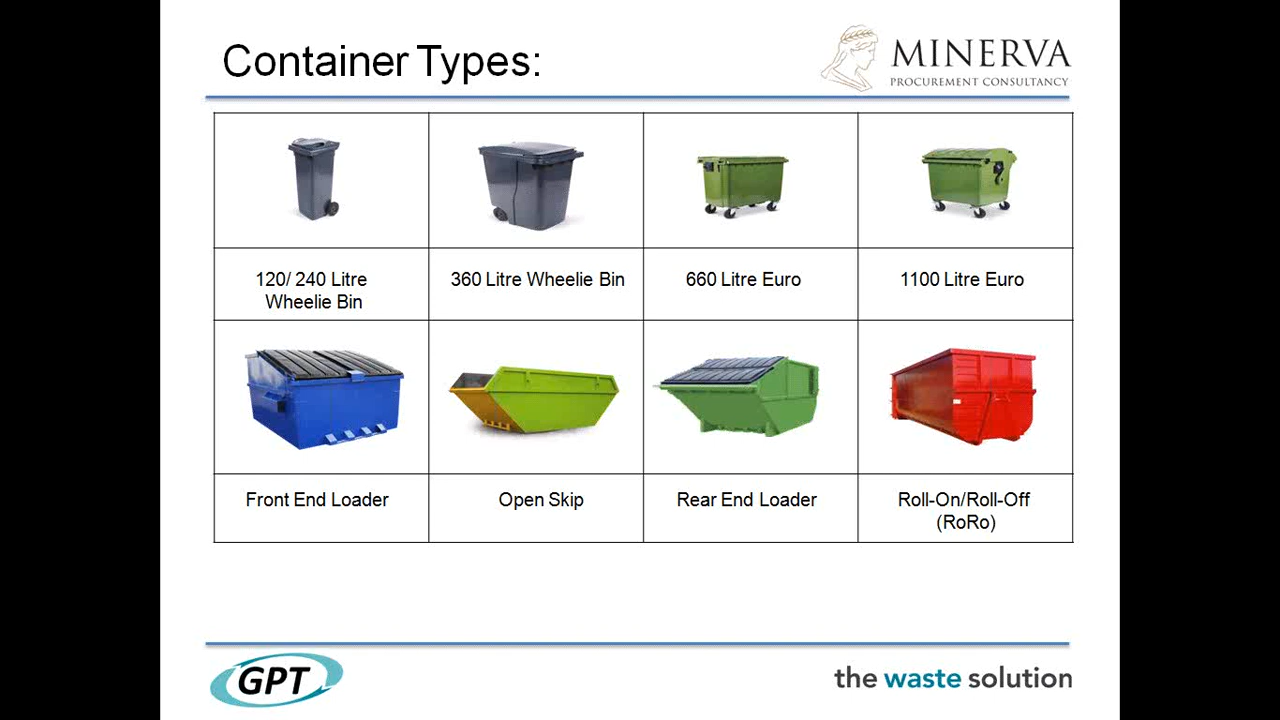 Container Types:
MINERVA
PROCUREMENT CONSULTANCY
120/ 240 Litre
Wheelie Bin
360 Litre Wheelie Bin
660 Litre Euro
1100 Litre Euro
Front End Loader
Open Skip
Rear End Loader
Roll-On/Roll-Off
(RoRo)
GPT
the waste solution